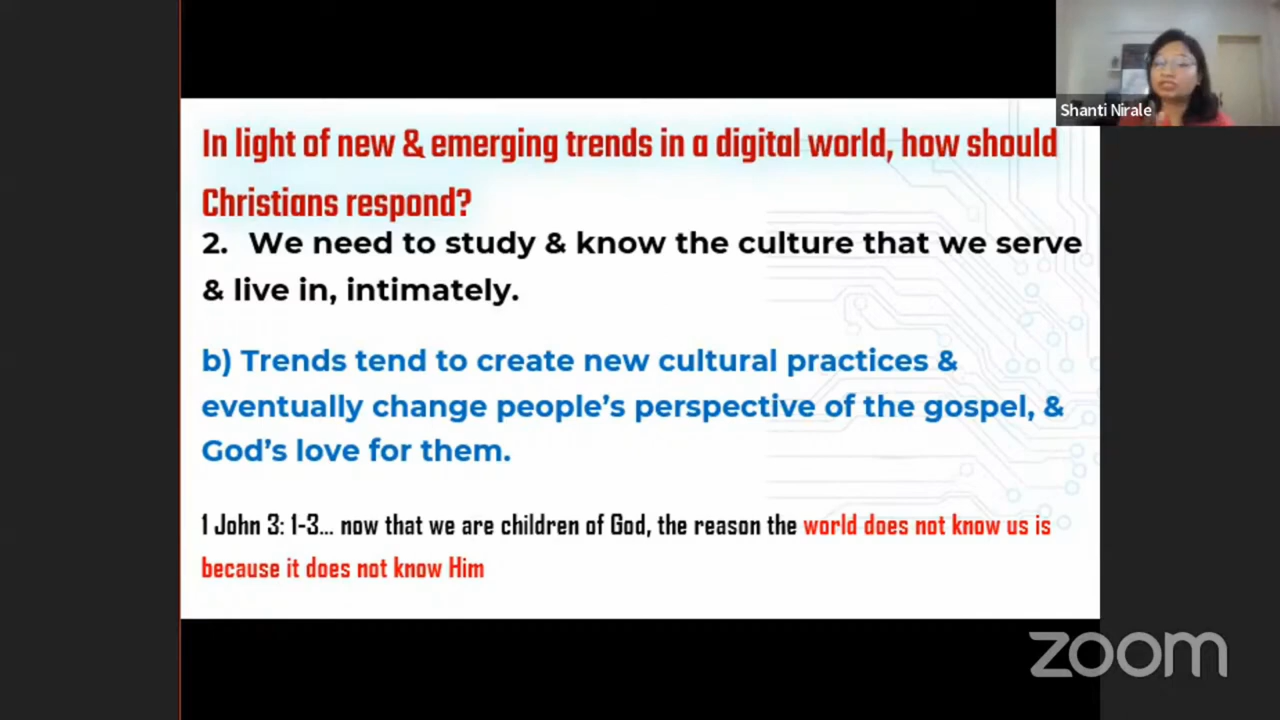 In light of new & emerging trends in a digital world, how should
Christians respond?
2. We need to study & know the culture that we serve
& live in, intimately.
b) Trends tend to create new cultural practices &
eventually change people's perspective of the gospel, &
God's love for them.
1 John 3: 1-3... now that we are children of God, the reason the world does not know us is
because it does not know Him
Shanti Nirale
zoom